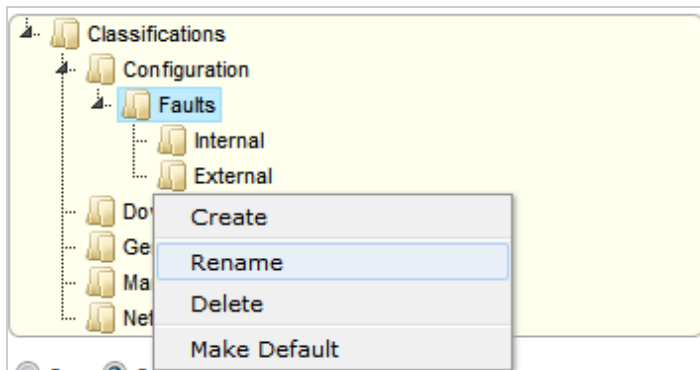 Classifications
Configuration
Faults
Internal
External
Create
Rename
Delete
Make Default